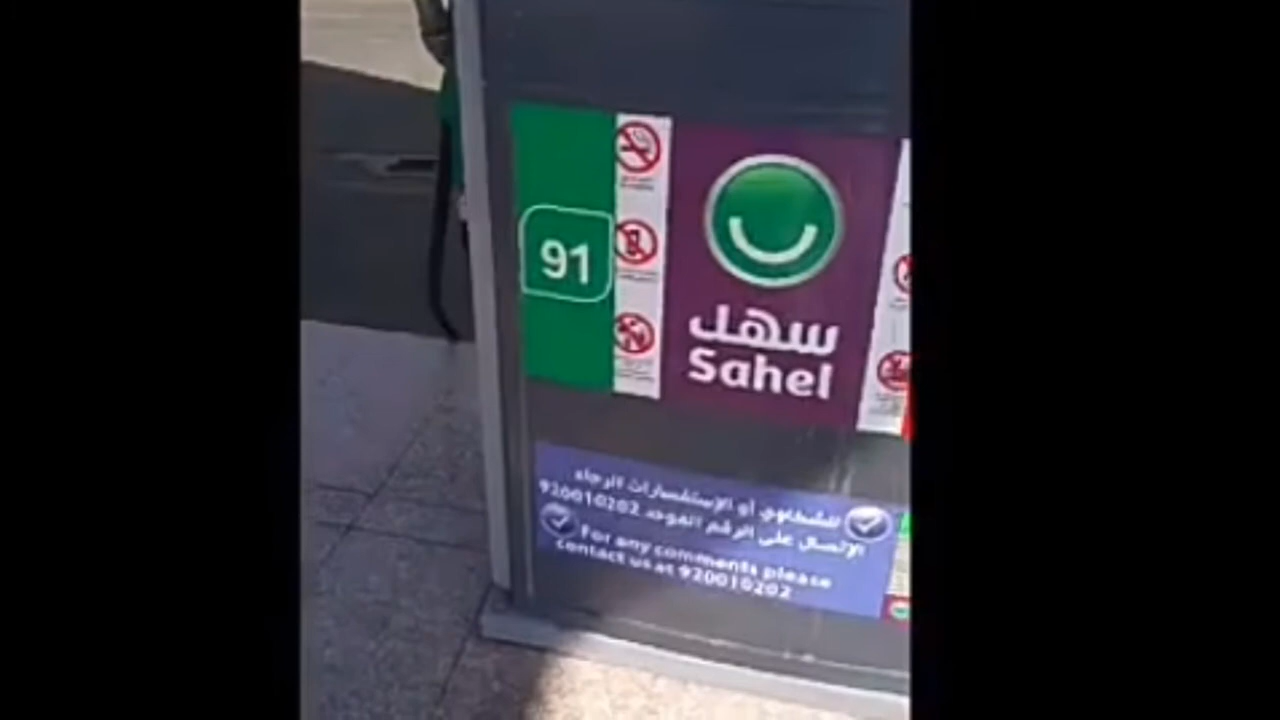 91
سهل
Sahel
للشكاوي أو الإستفسارات الرجاء
الإتصال على الرقم الموحد 920010202
For any comments please
contact us at 920010202